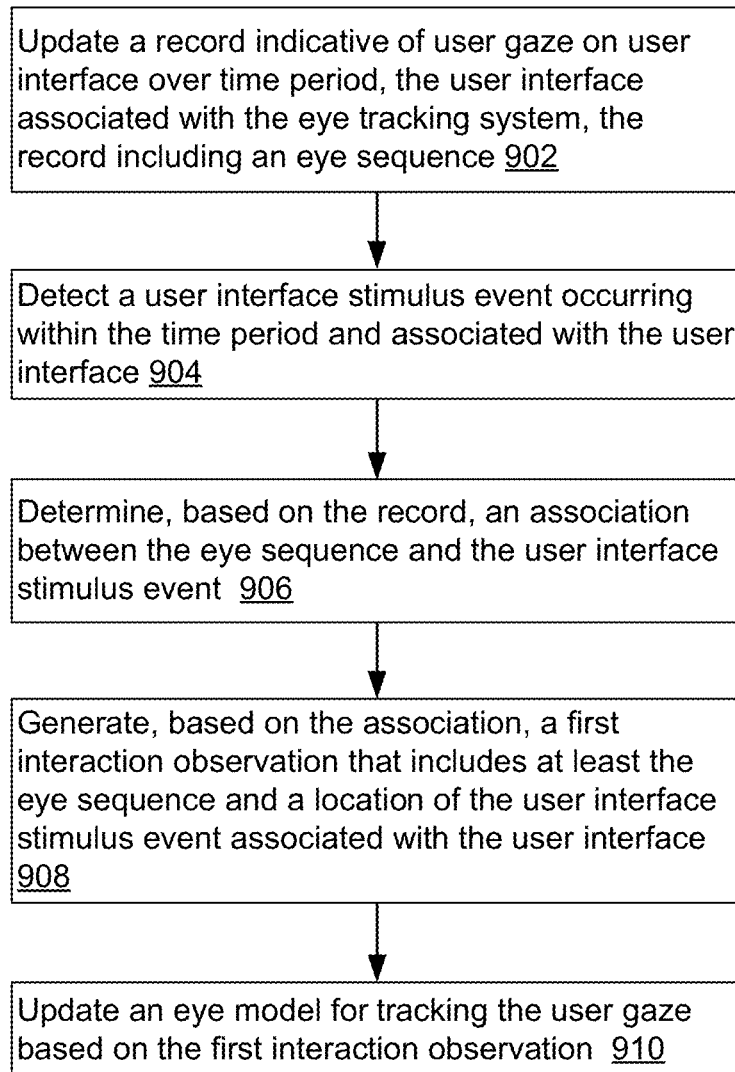 Update a record indicative of user gaze on user
interface over time period, the user interface
associated with the eye tracking system, the
record including an eye sequence 902
Detect a user interface stimulus event occurring
within the time period and associated with the user
interface 904
Determine, based on the record, an association
between the eye sequence and the user interface
stimulus event 906
Generate, based on the association, a first
interaction observation that includes at least the
eye sequence and a location of the user interface
stimulus event associated with the user interface
908
Update an eye model for tracking the user gaze
based on the first interaction observation 910